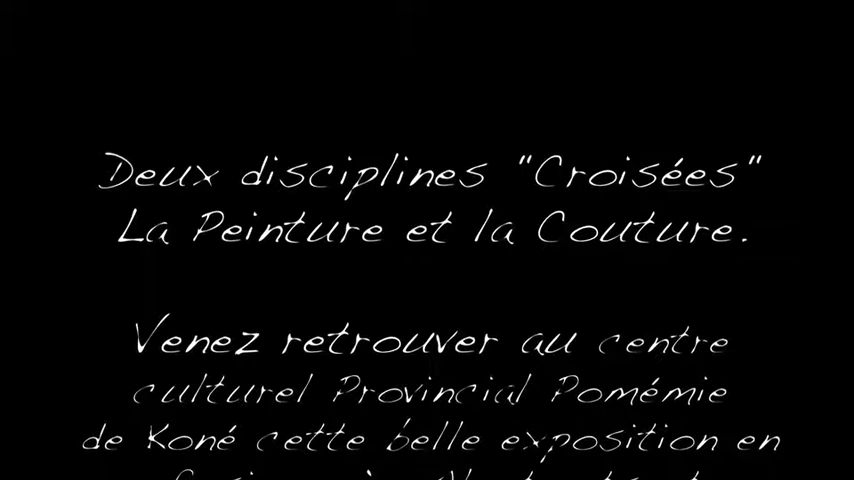 Deux disciplines "Croisées"
La Peinture et la Couture.
Venez retrouver au centre
culturel Provincial Pomémie
de Koné cette belle exposition en